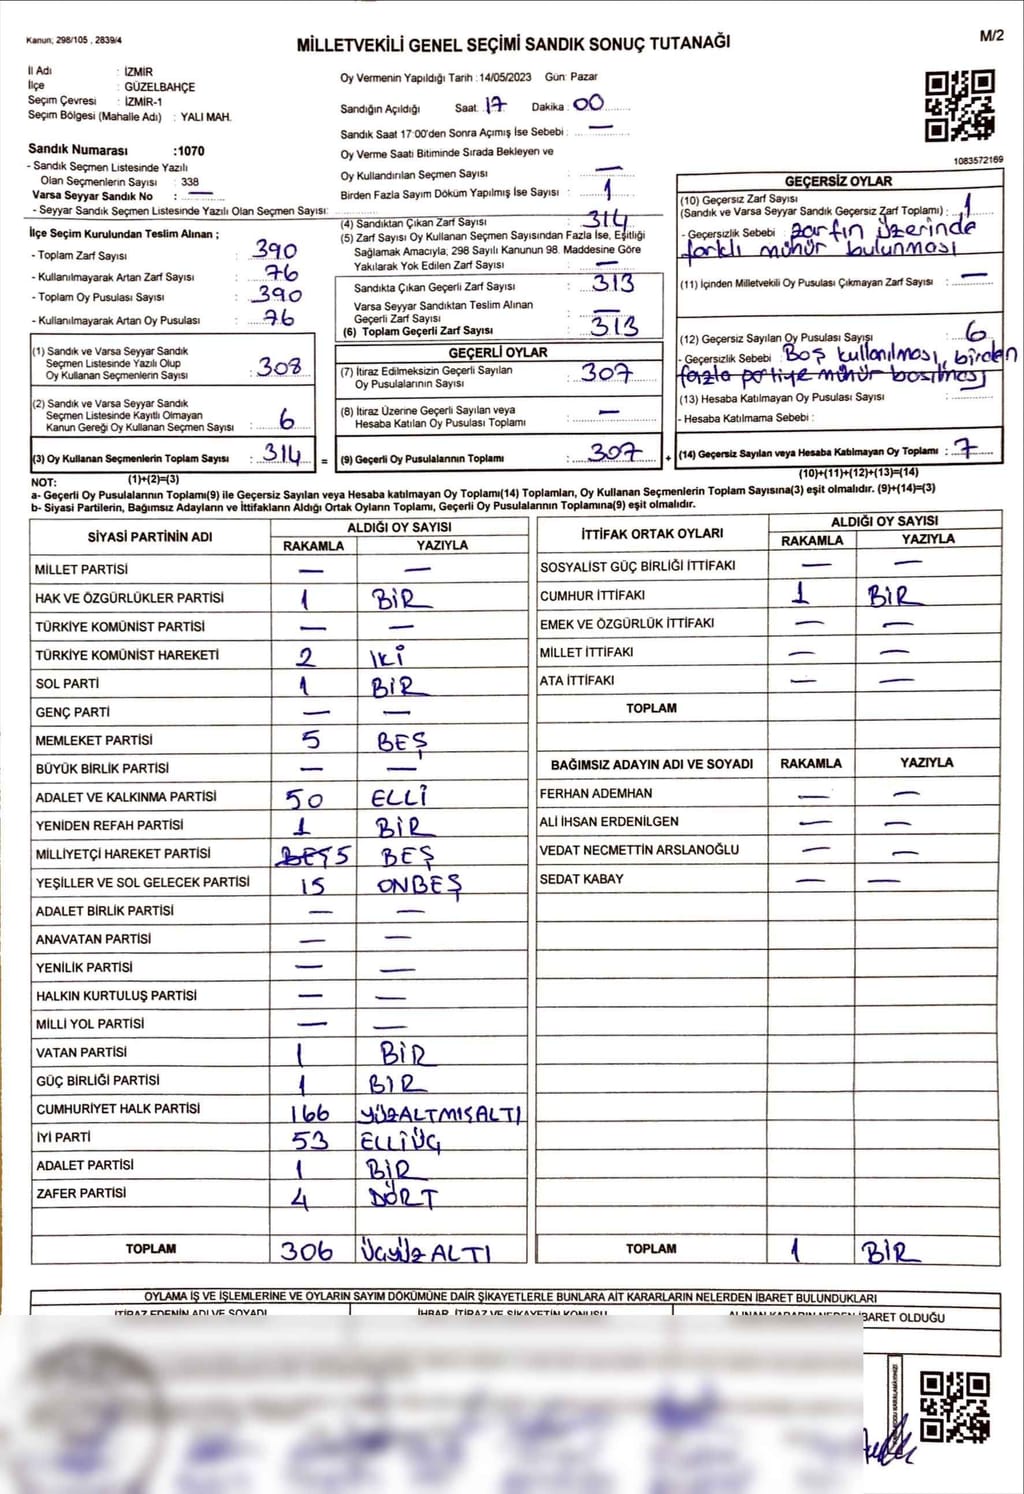 Kanun; 298/105 , 2839/4
MİLLETVEKİLİ GENEL SEÇİMİ SANDIK SONUÇ TUTANAĞI
M/2
İl Adı : İZMİR
İlçe : GÜZELBAHÇE
Seçim Çevresi : İZMİR-1
Seçim Bölgesi (Mahalle Adı) : YALI MAH.
Oy Vermenin Yapıldığı Tarih :14/05/2023 Gün: Pazar
Sandığın Açıldığı Saat: 17 Dakika : 00
Sandık Saat 17:00'den Sonra Açımış İse Sebebi : —
Oy Verme Saati Bitiminde Sırada Bekleyen ve
Oy Kullandırılan Seçmen Sayısı : —
Birden Fazla Sayım Döküm Yapılmış İse Sayısı : 1
1083572169
Sandık Numarası :1070
- Sandık Seçmen Listesinde Yazılı
Olan Seçmenlerin Sayısı : 338
Varsa Seyyar Sandık No : —
- Seyyar Sandık Seçmen Listesinde Yazılı Olan Seçmen Sayısı:
İlçe Seçim Kurulundan Teslim Alınan ;
- Toplam Zarf Sayısı : 390
- Kullanılmayarak Artan Zarf Sayısı : 76
- Toplam Oy Pusulası Sayısı : 390
- Kullanılmayarak Artan Oy Pusulası : 76
(1) Sandık ve Varsa Seyyar Sandık
Seçmen Listesinde Yazılı Olup
Oy Kullanan Seçmenlerin Sayısı : 308
(2) Sandık ve Varsa Seyyar Sandık
Seçmen Listesinde Kayıtlı Olmayan
Kanun Gereği Oy Kullanan Seçmen Sayısı : 6
(3) Oy Kullanan Seçmenlerin Toplam Sayısı : 314 =
(1)+(2)=(3)
(4) Sandıktan Çıkan Zarf Sayısı : 314
(5) Zarf Sayısı Oy Kullanan Seçmen Sayısından Fazla İse, Eşitliği
Sağlamak Amacıyla, 298 Sayılı Kanunun 98. Maddesine Göre
Yakılarak Yok Edilen Zarf Sayısı : —
Sandıkta Çıkan Geçerli Zarf Sayısı : 313
Varsa Seyyar Sandıktan Teslim Alınan
Geçerli Zarf Sayısı : —
(6) Toplam Geçerli Zarf Sayısı : 313
GEÇERLİ OYLAR
(7) İtiraz Edilmeksizin Geçerli Sayılan
Oy Pusulalarının Sayısı : 307
(8) İtiraz Üzerine Geçerli Sayılan veya
Hesaba Katılan Oy Pusulası Toplamı : —
(9) Geçerli Oy Pusulalarının Toplamı : 307 +
GEÇERSİZ OYLAR
(10) Geçersiz Zarf Sayısı
(Sandık ve Varsa Seyyar Sandık Geçersiz Zarf Toplamı) : 1
- Geçersizlik Sebebi : Zarfın üzerinde
farklı mühür bulunması
(11) İçinden Milletvekili Oy Pusulası Çıkmayan Zarf Sayısı : —
(12) Geçersiz Sayılan Oy Pusulası Sayısı : 6
- Geçersizlik Sebebi : Boş kullanılması, birden
fazla partiye mühür basılması
(13) Hesaba Katılmayan Oy Pusulası Sayısı :
- Hesaba Katılmama Sebebi :
(14) Geçersiz Sayılan veya Hesaba Katılmayan Oy Toplamı : 7
(10)+(11)+(12)+(13)=(14)
NOT:
a- Geçerli Oy Pusulalarının Toplamı(9) ile Geçersiz Sayılan veya Hesaba katılmayan Oy Toplamı(14) Toplamları, Oy Kullanan Seçmenlerin Toplam Sayısına(3) eşit olmalıdır. (9)+(14)=(3)
b- Siyasi Partilerin, Bağımsız Adayların ve İttifakların Aldığı Ortak Oyların Toplamı, Geçerli Oy Pusulalarının Toplamına(9) eşit olmalıdır.
SİYASİ PARTİNİN ADI ALDIĞI OY SAYISI
RAKAMLA YAZIYLA
MİLLET PARTİSİ — —
HAK VE ÖZGÜRLÜKLER PARTİSİ 1 BİR
TÜRKİYE KOMÜNİST PARTİSİ — —
TÜRKİYE KOMÜNİST HAREKETİ 2 İKİ
SOL PARTİ 1 BİR
GENÇ PARTİ — —
MEMLEKET PARTİSİ 5 BEŞ
BÜYÜK BİRLİK PARTİSİ — —
ADALET VE KALKINMA PARTİSİ 50 ELLİ
YENİDEN REFAH PARTİSİ 1 BİR
MİLLİYETÇİ HAREKET PARTİSİ BEŞ 5 BEŞ
YEŞİLLER VE SOL GELECEK PARTİSİ 15 ONBEŞ
ADALET BİRLİK PARTİSİ — —
ANAVATAN PARTİSİ — —
YENİLİK PARTİSİ — —
HALKIN KURTULUŞ PARTİSİ — —
MİLLİ YOL PARTİSİ — —
VATAN PARTİSİ 1 BİR
GÜÇ BİRLİĞİ PARTİSİ 1 BİR
CUMHURİYET HALK PARTİSİ 166 YÜZALTMIŞALTI
İYİ PARTİ 53 ELLİÜÇ
ADALET PARTİSİ 1 BİR
ZAFER PARTİSİ 4 DÖRT
TOPLAM 306 ÜÇYÜZALTI
İTTİFAK ORTAK OYLARI ALDIĞI OY SAYISI
RAKAMLA YAZIYLA
SOSYALİST GÜÇ BİRLİĞİ İTTİFAKI — —
CUMHUR İTTİFAKI 1 BİR
EMEK VE ÖZGÜRLÜK İTTİFAKI — —
MİLLET İTTİFAKI — —
ATA İTTİFAKI — —
TOPLAM
BAĞIMSIZ ADAYIN ADI VE SOYADI RAKAMLA YAZIYLA
FERHAN ADEMHAN — —
ALİ İHSAN ERDENİLGEN — —
VEDAT NECMETTİN ARSLANOĞLU — —
SEDAT KABAY — —
TOPLAM 1 BİR
OYLAMA İŞ VE İŞLEMLERİNE VE OYLARIN SAYIM DÖKÜMÜNE DAİR ŞİKAYETLERLE BUNLARA AİT KARARLARIN NELERDEN İBARET BULUNDUKLARI
İTİRAZ EDENİN ADI VE SOYADI İHBAR, İTİRAZ VE ŞİKAYETİN KONUSU ALINAN KARARIN NEDEN İBARET OLDUĞU